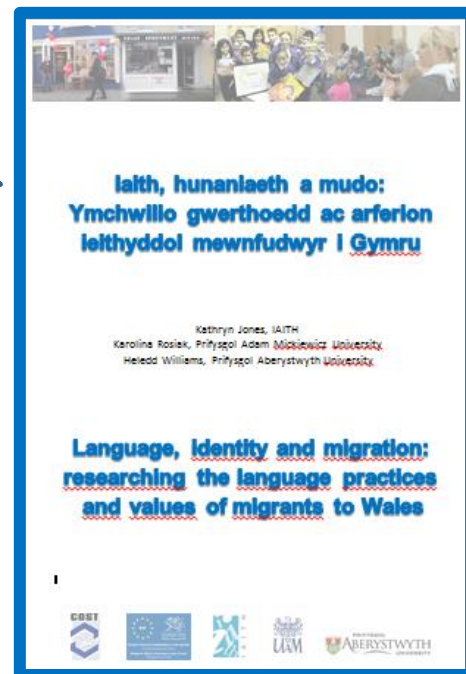 Iaith, hunaniaeth a mudo:
Ymchwilio gwerthoedd ac arferion
ieithyddol mewnfudwyr i Gymru
Kathryn Jones, IAITH
Karolina Rosiak, Prifysgol Adam Mickiewicz University
Heledd Williams, Prifysgol Aberystwyth University
Language, identity and migration:
researching the language practices
and values of migrants to Wales
COST
UAM
PRIFYSGOL
ABERYSTWYTH
UNIVERSITY